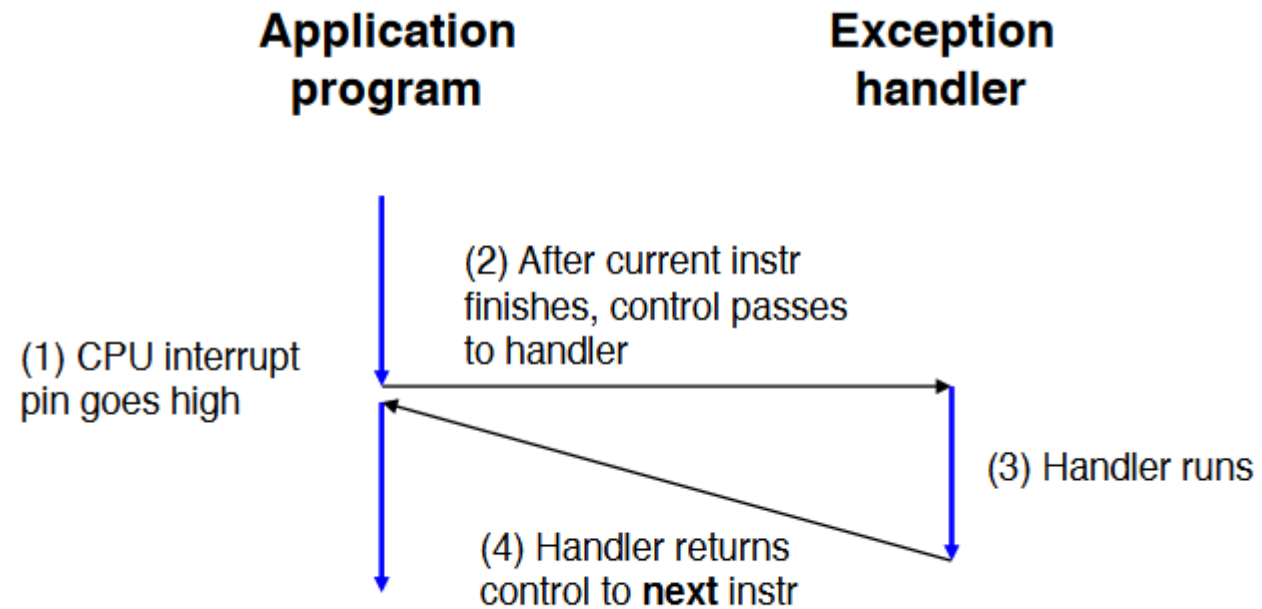 Application
program
Exception
handler
(2) After current instr
finishes, control passes
to handler
(1) CPU interrupt
pin goes high
(3) Handler runs
(4) Handler returns
control to next instr